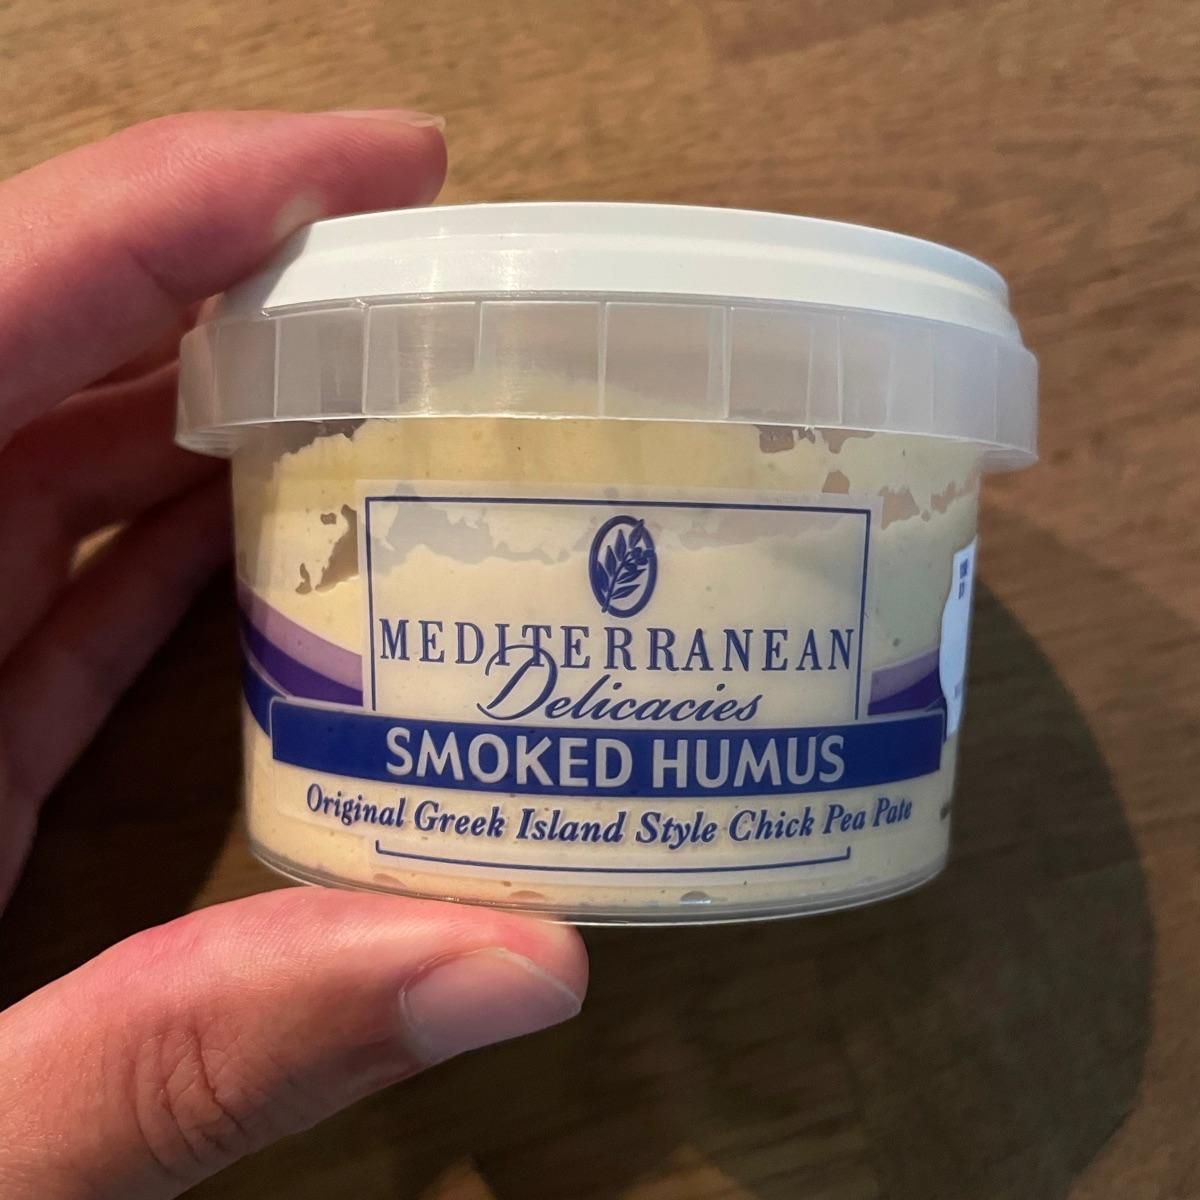 MEDITERRANEAN
Delicacies
SMOKED HUMUS
Original Greek Island Style Chick Pea Pate